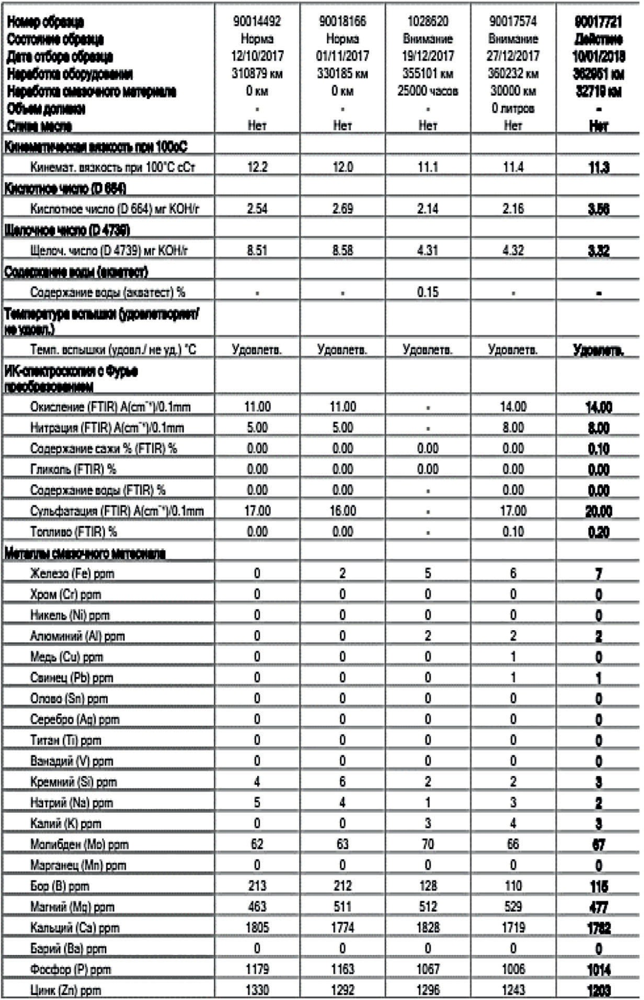 Номер образца 90014492 90018166 1028620 90017574 90017721
Состояние образца Норма Норма Внимание Внимание Действие
Дата отбора образца 12/10/2017 01/11/2017 19/12/2017 27/12/2017 10/01/2018
Наработка оборудования 310879 км 330185 км 355101 км 360232 км 362951 км
Наработка смазочного материала 0 км 0 км 25000 часов 30000 км 32719 км
Объем доливки - - - 0 литров -
Слив масла Нет Нет Нет Нет Нет
Кинематическая вязкость при 100оС
Кинемат. вязкость при 100°C сСт 12.2 12.0 11.1 11.4 11.3
Кислотное число (D 664)
Кислотное число (D 664) мг КОН/г 2.54 2.69 2.14 2.16 3.56
Щелочное число (D 4739)
Щелоч. число (D 4739) мг КОН/г 8.51 8.58 4.31 4.32 3.32
Содержание воды (акватест)
Содержание воды (акватест) % - - 0.15 - -
Температура вспышки (удовлетворяет/
не удовл.)
Темп. вспышки (удовл./ не уд.) °C Удовлетв. Удовлетв. Удовлетв. Удовлетв. Удовлетв.
ИК-спектроскопия с Фурье
преобразованием
Окисление (FTIR) A(cm⁻¹)/0.1mm 11.00 11.00 - 14.00 14.00
Нитрация (FTIR) A(cm⁻¹)/0.1mm 5.00 5.00 - 8.00 8.00
Содержание сажи % (FTIR) % 0.00 0.00 0.00 0.00 0.10
Гликоль (FTIR) % 0.00 0.00 0.00 0.00 0.00
Содержание воды (FTIR) % 0.00 0.00 - 0.00 0.00
Сульфатация (FTIR) A(cm⁻¹)/0.1mm 17.00 16.00 - 17.00 20.00
Топливо (FTIR) % 0.00 0.00 - 0.10 0.20
Металлы смазочного материала
Железо (Fe) ppm 0 2 5 6 7
Хром (Cr) ppm 0 0 0 0 0
Никель (Ni) ppm 0 0 0 0 0
Алюминий (Al) ppm 0 0 2 2 2
Медь (Cu) ppm 0 0 0 1 0
Свинец (Pb) ppm 0 0 0 1 1
Олово (Sn) ppm 0 0 0 0 0
Серебро (Ag) ppm 0 0 0 0 0
Титан (Ti) ppm 0 0 0 0 0
Ванадий (V) ppm 0 0 0 0 0
Кремний (Si) ppm 4 6 2 2 3
Натрий (Na) ppm 5 4 1 3 2
Калий (K) ppm 0 0 3 4 3
Молибден (Mo) ppm 62 63 70 66 67
Марганец (Mn) ppm 0 0 0 0 0
Бор (B) ppm 213 212 128 110 115
Магний (Mg) ppm 463 511 512 529 477
Кальций (Ca) ppm 1805 1774 1828 1719 1762
Барий (Ba) ppm 0 0 0 0 0
Фосфор (P) ppm 1179 1163 1067 1006 1014
Цинк (Zn) ppm 1330 1292 1296 1243 1203